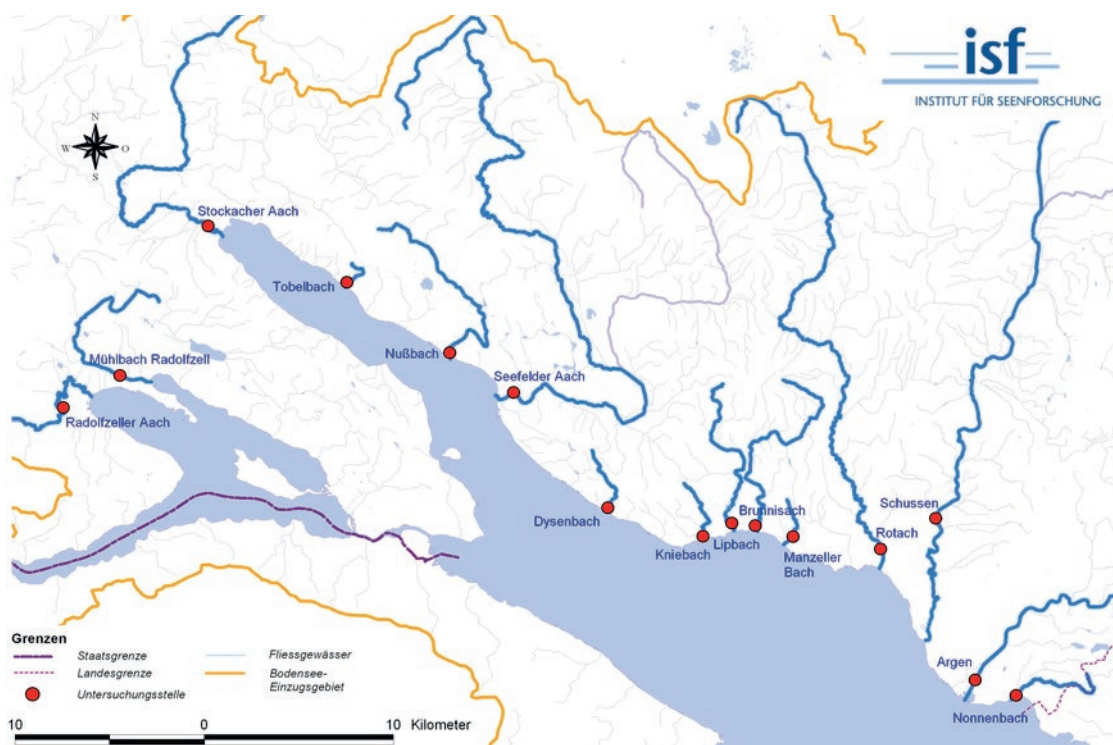 isf
INSTITUT FÜR SEENFORSCHUNG
N
W
O
S
Stockacher Aach
Tobelbach
Nußbach
Mühlbach Radolfzell
Seefelder Aach
Radolfzeller Aach
Dysenbach
Kniebach
Lipbach
Brunnisach
Manzeller
Bach
Rotach
Schussen
Argen
Nonnenbach
Grenzen
Staatsgrenze
Landesgrenze
Untersuchungsstelle
Fliessgewässer
Bodensee-
Einzugsgebiet
10
0
10
Kilometer